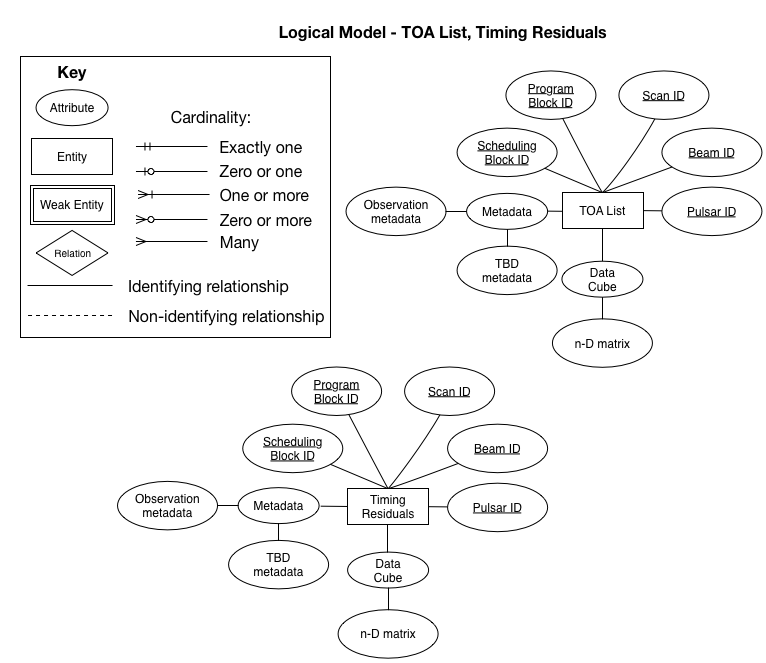 Logical Model - TOA List, Timing Residuals
Key
Attribute
Entity
Weak Entity
Relation
Cardinality:
Exactly one
Zero or one
One or more
Zero or more
Many
Identifying relationship
Non-identifying relationship
Program
Block ID
Scan ID
Scheduling
Block ID
Beam ID
Observation
metadata
Metadata
TOA List
Pulsar ID
TBD
metadata
Data
Cube
n-D matrix
Program
Block ID
Scan ID
Scheduling
Block ID
Beam ID
Observation
metadata
Metadata
Timing
Residuals
Pulsar ID
TBD
metadata
Data
Cube
n-D matrix